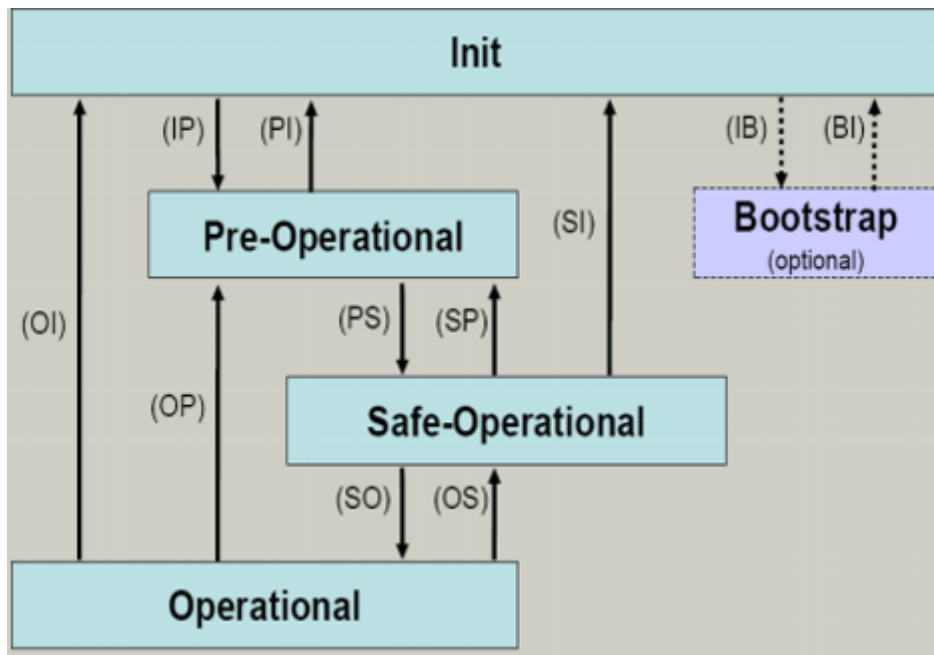 Init
(IP)
(PI)
(IB)
(BI)
Pre-Operational
(SI)
Bootstrap
(optional)
(OI)
(PS)
(SP)
(OP)
Safe-Operational
(SO)
(OS)
Operational